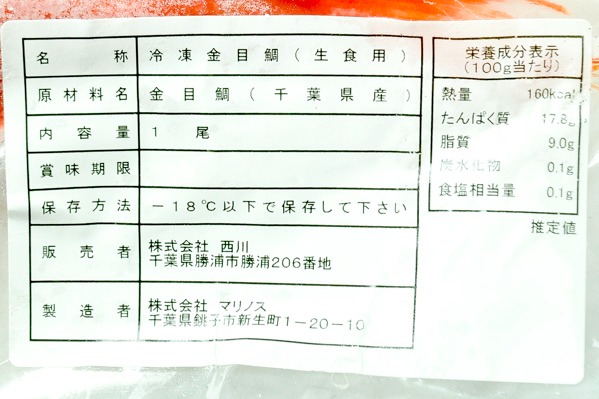 名称 冷凍金目鯛(生食用)
原材料名 金目鯛(千葉県産)
内容量 1尾
賞味期限
保存方法 -18℃以下で保存して下さい
販売者 株式会社 西川
千葉県勝浦市勝浦206番地
製造者 株式会社 マリノス
千葉県銚子市新生町1-20-10
栄養成分表示
(100g当たり)
熱量 160kcal
たんぱく質 17.8g
脂質 9.0g
炭水化物 0.1g
食塩相当量 0.1g
推定値